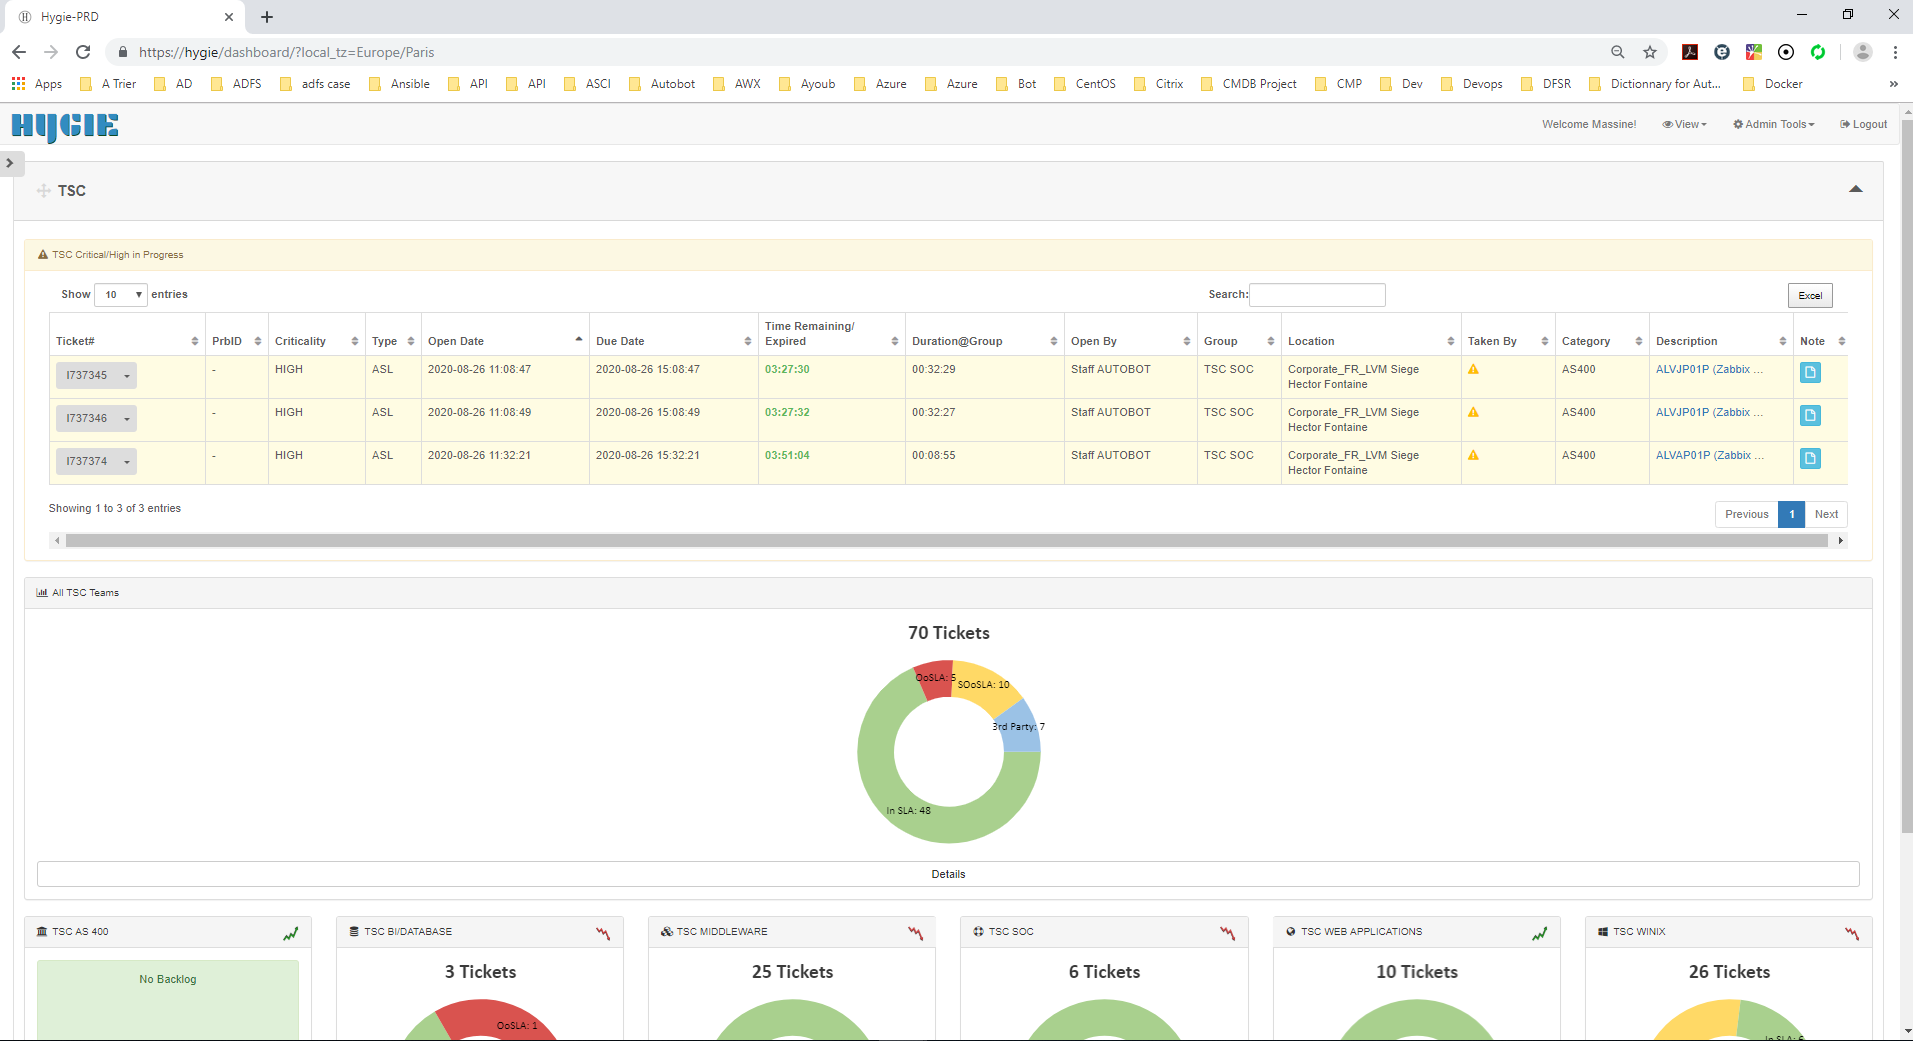 Hygie-PRD
https://hygie/dashboard/?local_tz=Europe/Paris
Apps A Trier AD ADFS adfs case Ansible API API ASCI Autobot AWX Ayoub Azure Azure Bot CentOS Citrix CMDB Project CMP Dev Devops DFSR Dictionnary for Aut... Docker »
HYGIE
Welcome Massine! View Admin Tools Logout
TSC
TSC Critical/High in Progress
Show 10 entries Search: Excel
Ticket# PrbID Criticality Type Open Date Due Date Time Remaining/ Expired Duration@Group Open By Group Location Taken By Category Description Note
I737345 - HIGH ASL 2020-08-26 11:08:47 2020-08-26 15:08:47 03:27:30 00:32:29 Staff AUTOBOT TSC SOC Corporate_FR_LVM Siege Hector Fontaine AS400 ALVJP01P (Zabbix ...
I737346 - HIGH ASL 2020-08-26 11:08:49 2020-08-26 15:08:49 03:27:32 00:32:27 Staff AUTOBOT TSC SOC Corporate_FR_LVM Siege Hector Fontaine AS400 ALVJP01P (Zabbix ...
I737374 - HIGH ASL 2020-08-26 11:32:21 2020-08-26 15:32:21 03:51:04 00:08:55 Staff AUTOBOT TSC SOC Corporate_FR_LVM Siege Hector Fontaine AS400 ALVAP01P (Zabbix ...
Showing 1 to 3 of 3 entries Previous 1 Next
All TSC Teams
70 Tickets
OoSLA: 5
SOoSLA: 10
3rd Party: 7
In SLA: 48
Details
TSC AS 400 TSC BI/DATABASE TSC MIDDLEWARE TSC SOC TSC WEB APPLICATIONS TSC WINIX
No Backlog 3 Tickets 25 Tickets 6 Tickets 10 Tickets 26 Tickets
OoSLA: 1
In SLA: 6